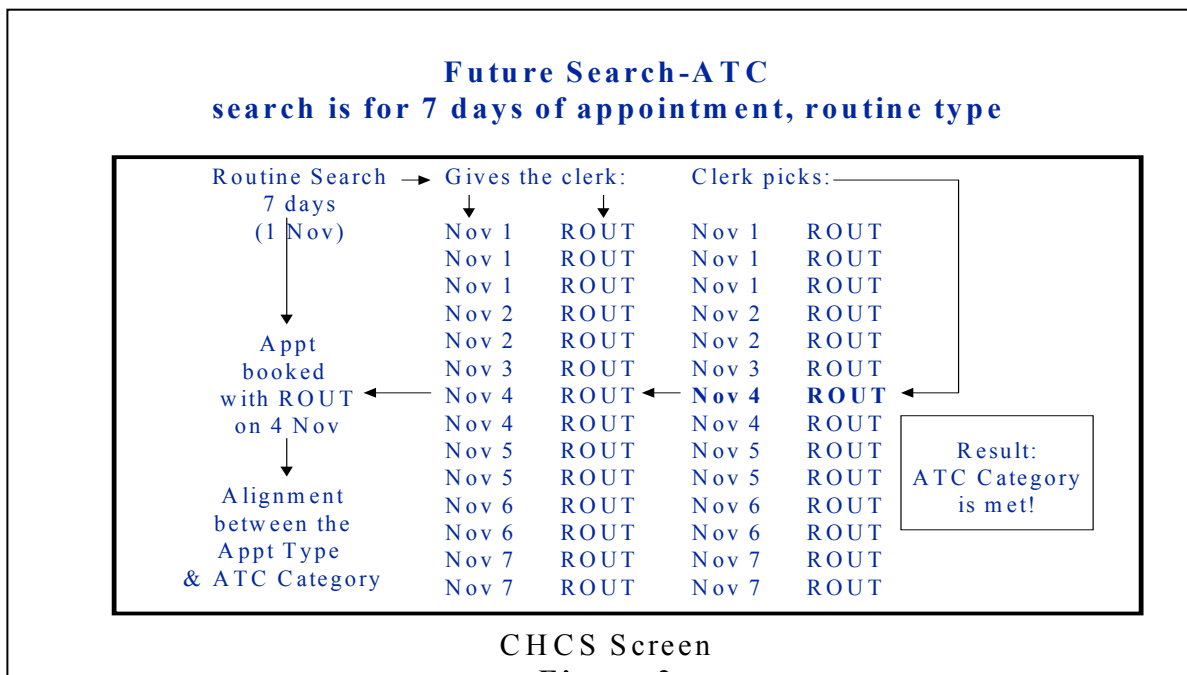 Future Search-ATC
search is for 7 days of appointment, routine type
Routine Search Gives the clerk: Clerk picks:
7 days
(1 Nov) Nov 1 ROUT Nov 1 ROUT
Nov 1 ROUT Nov 1 ROUT
Nov 1 ROUT Nov 1 ROUT
Nov 2 ROUT Nov 2 ROUT
Appt Nov 2 ROUT Nov 2 ROUT
booked Nov 3 ROUT Nov 3 ROUT
with ROUT Nov 4 ROUT Nov 4 ROUT
on 4 Nov Nov 4 ROUT Nov 4 ROUT
Nov 5 ROUT Nov 5 ROUT Result:
Alignment Nov 5 ROUT Nov 5 ROUT ATC Category
between the Nov 6 ROUT Nov 6 ROUT is met!
Appt Type Nov 6 ROUT Nov 6 ROUT
& ATC Category Nov 7 ROUT Nov 7 ROUT
Nov 7 ROUT Nov 7 ROUT
CHCS Screen